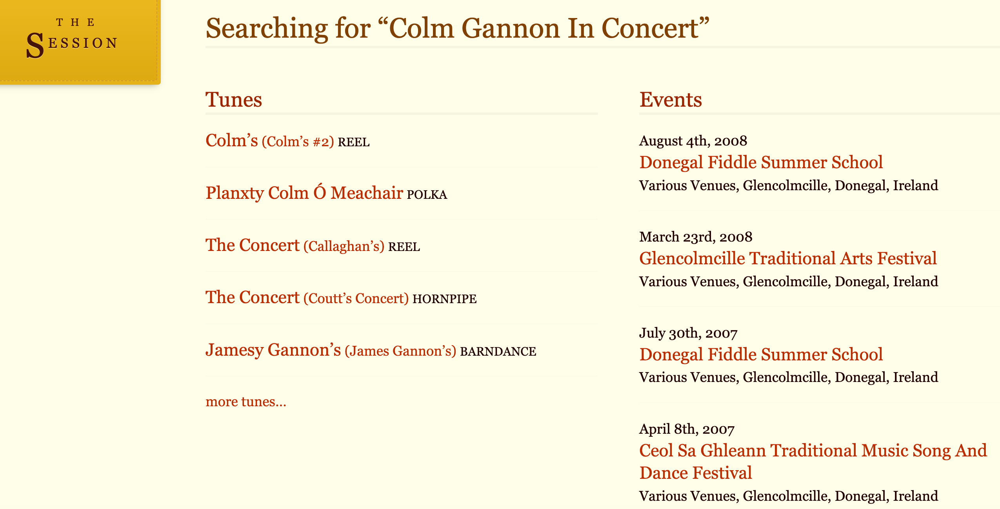 THE
SESSION
Searching for “Colm Gannon In Concert”
Tunes
Colm’s (Colm’s #2) REEL
Planxty Colm Ó Meachair POLKA
The Concert (Callaghan’s) REEL
The Concert (Coutt’s Concert) HORNPIPE
Jamesy Gannon’s (James Gannon’s) BARNDANCE
more tunes…
Events
August 4th, 2008
Donegal Fiddle Summer School
Various Venues, Glencolmcille, Donegal, Ireland
March 23rd, 2008
Glencolmcille Traditional Arts Festival
Various Venues, Glencolmcille, Donegal, Ireland
July 30th, 2007
Donegal Fiddle Summer School
Various Venues, Glencolmcille, Donegal, Ireland
April 8th, 2007
Ceol Sa Ghleann Traditional Music Song And
Dance Festival
Various Venues, Glencolmcille, Donegal, Ireland